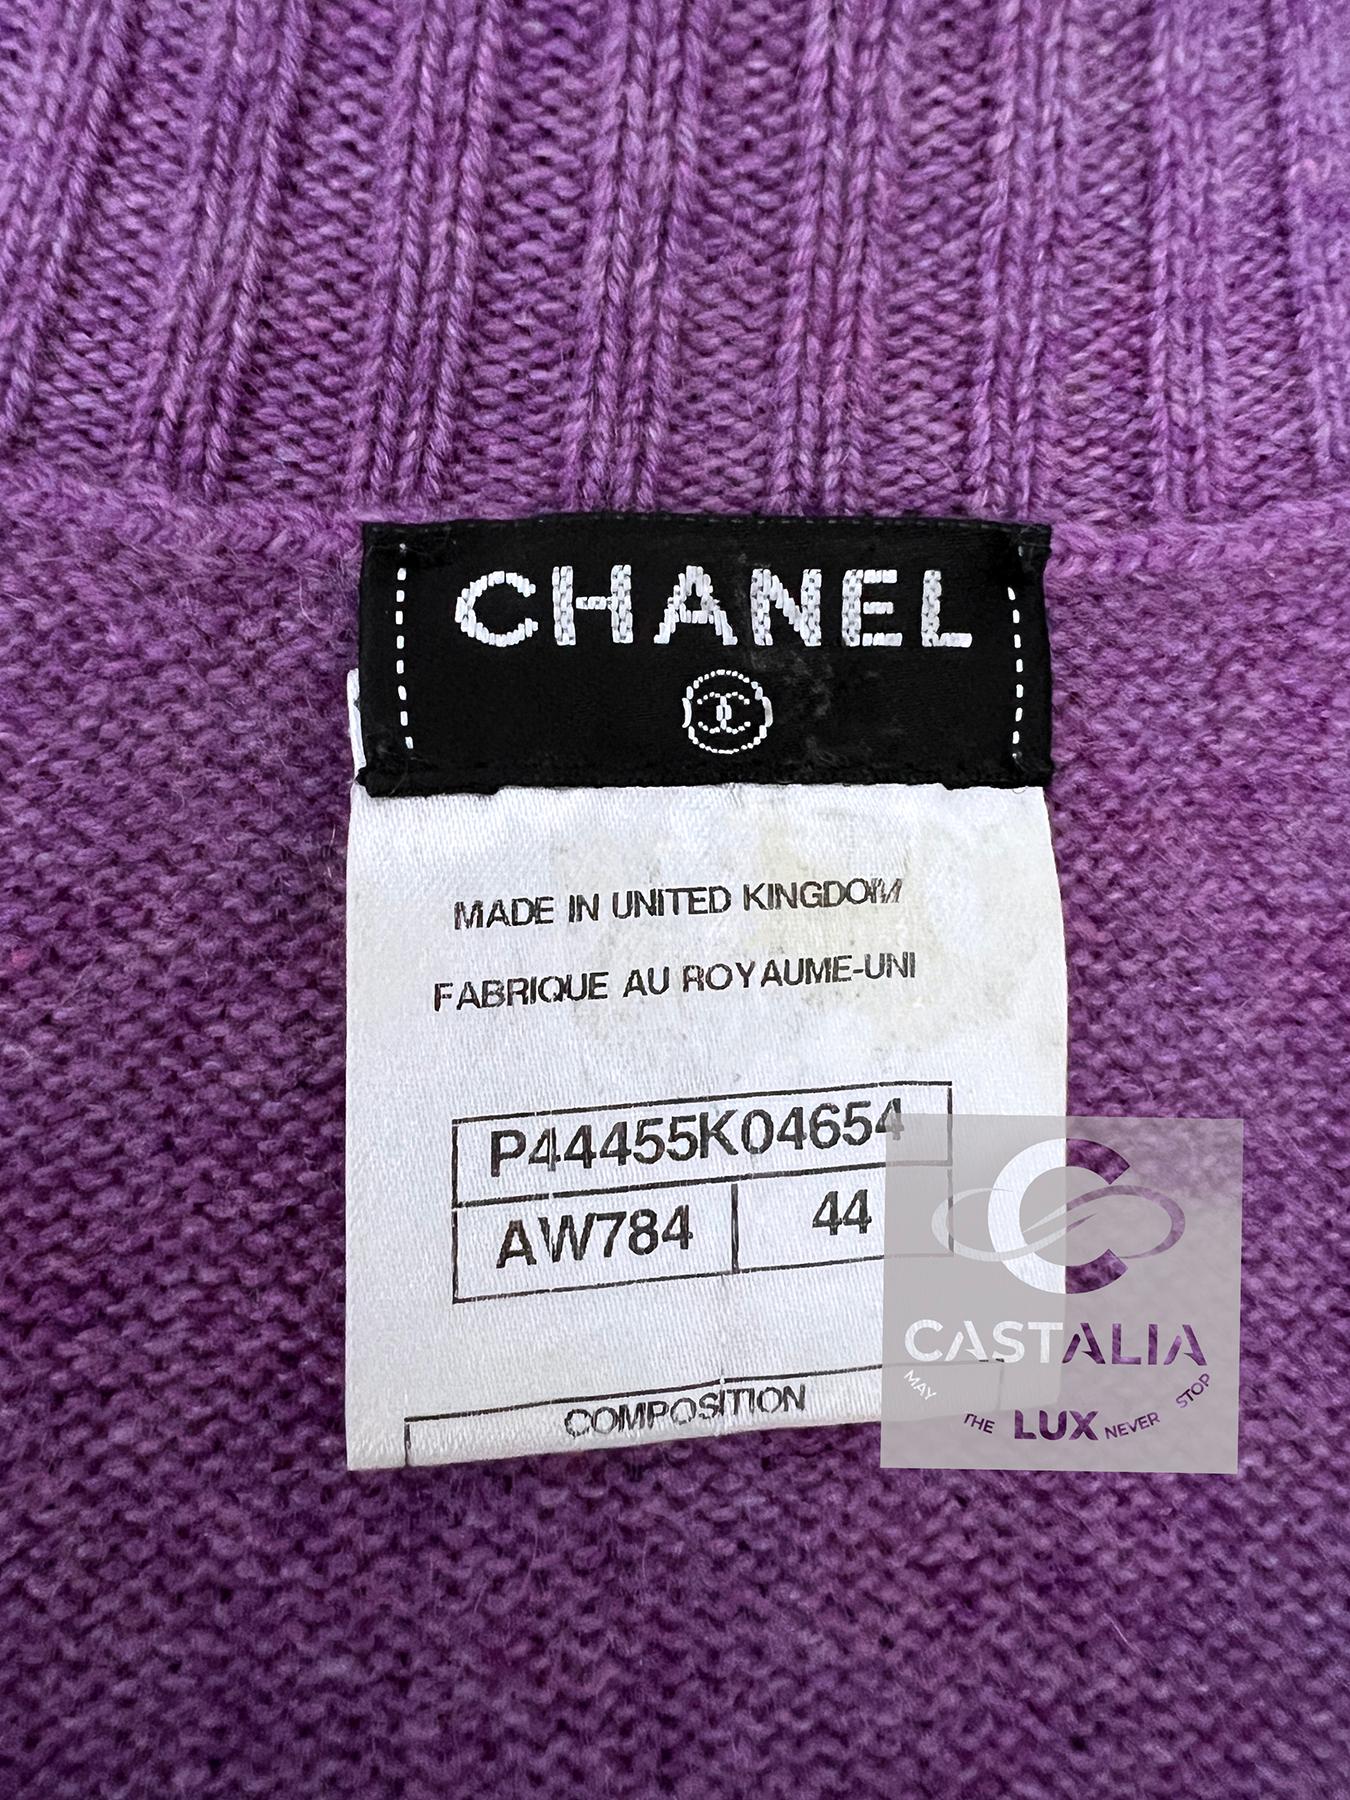 CHANEL
MADE IN UNITED KINGDOM
FABRIQUE AU ROYAUME-UNI
P44455K04654
AW784 44
COMPOSITION
C
CASTALIA
MAY THE LUX NEVER STOP